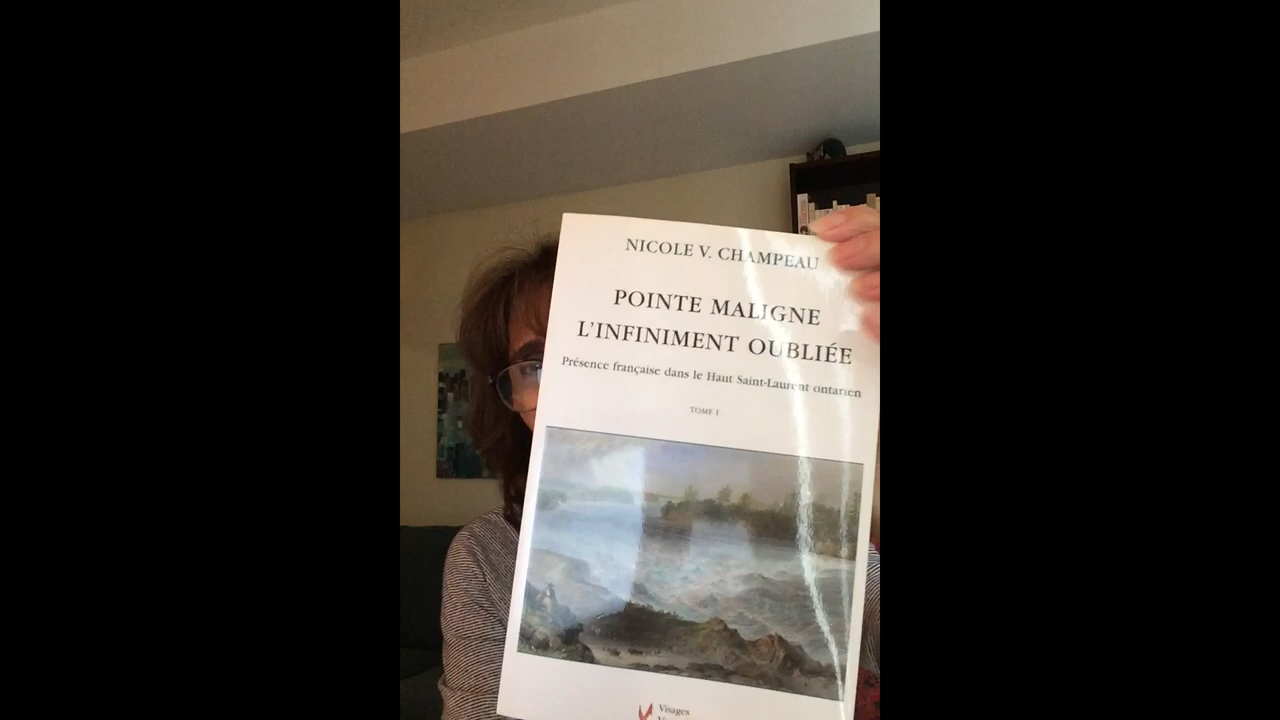 NICOLE V. CHAMPEAU
POINTE MALIGNE
L'INFINIMENT OUBLIÉE
Présence française dans le Haut Saint-Laurent ontarien
TOME I
Visages